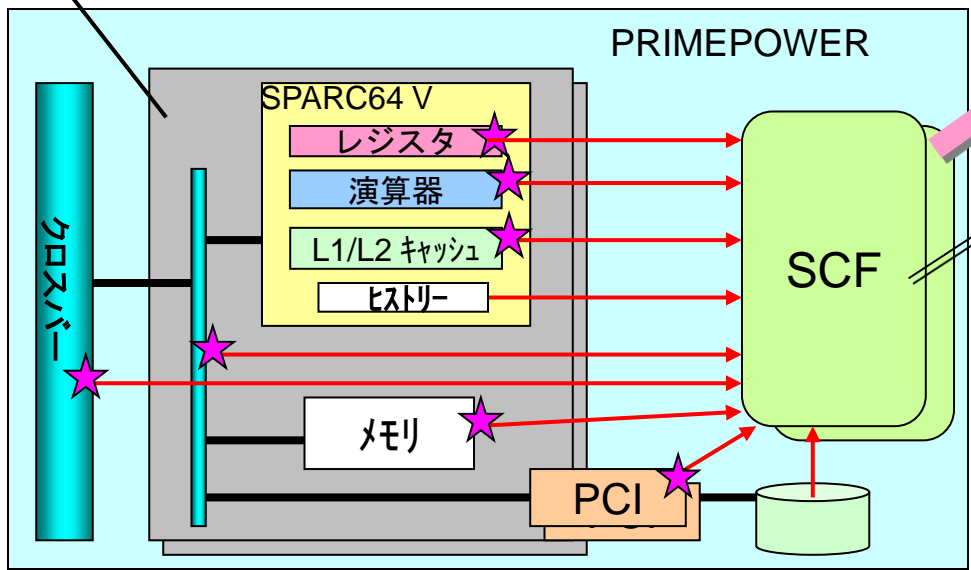 PRIMEPOWER
SPARC64 V
レジスタ
演算器
L1/L2 キャッシュ
ヒストリー
クロスバー
SCF
メモリ
PCI
PCI